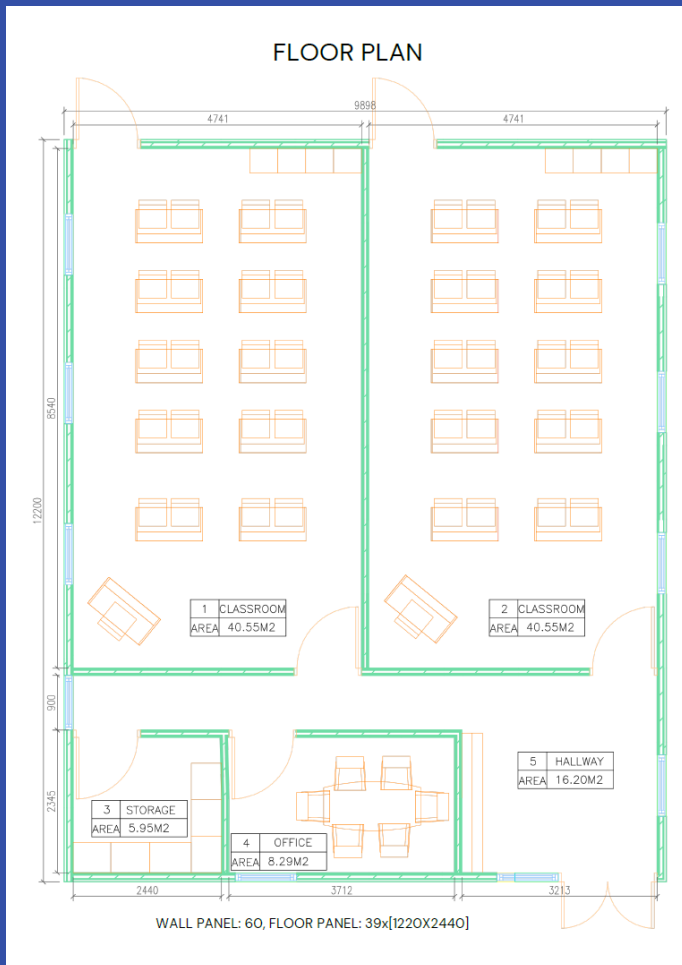 FLOOR PLAN
9898
4741
4741
8540
12200
1 CLASSROOM
AREA 40.55M2
2 CLASSROOM
AREA 40.55M2
900
5 HALLWAY
AREA 16.20M2
2345
3 STORAGE
AREA 5.95M2
4 OFFICE
AREA 8.29M2
2440
3712
3213
WALL PANEL: 60, FLOOR PANEL: 39x[1220X2440]